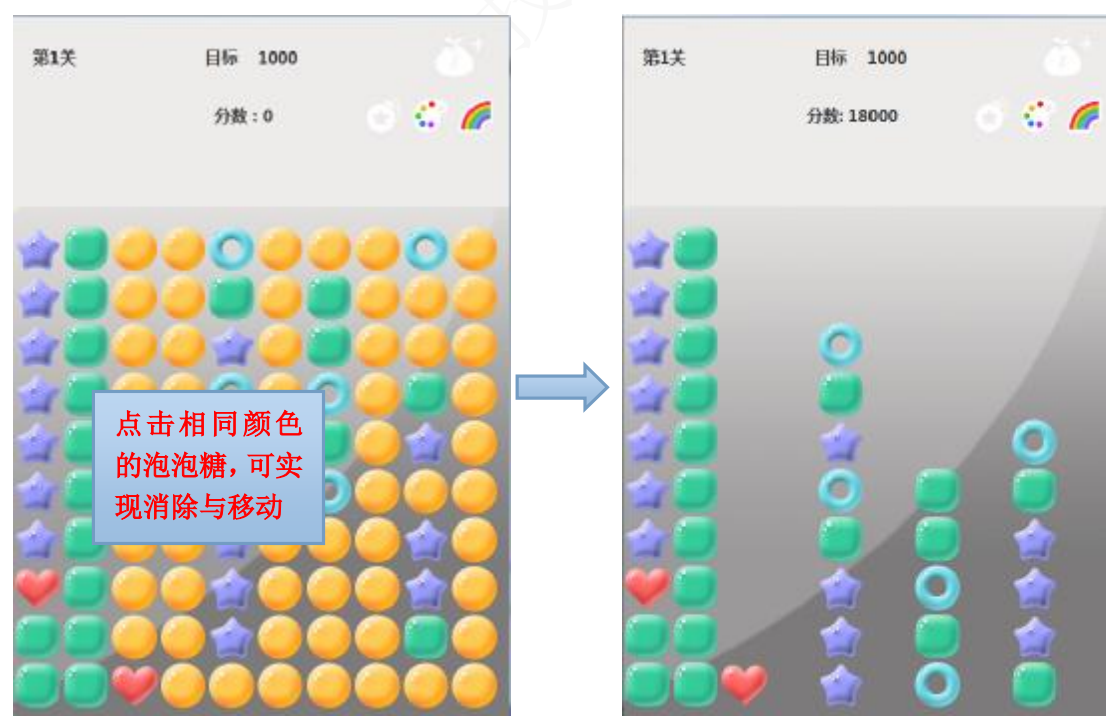 第1关 目标 1000
分数：0
点击相同颜色
的泡泡糖，可实
现消除与移动
第1关 目标 1000
分数: 18000